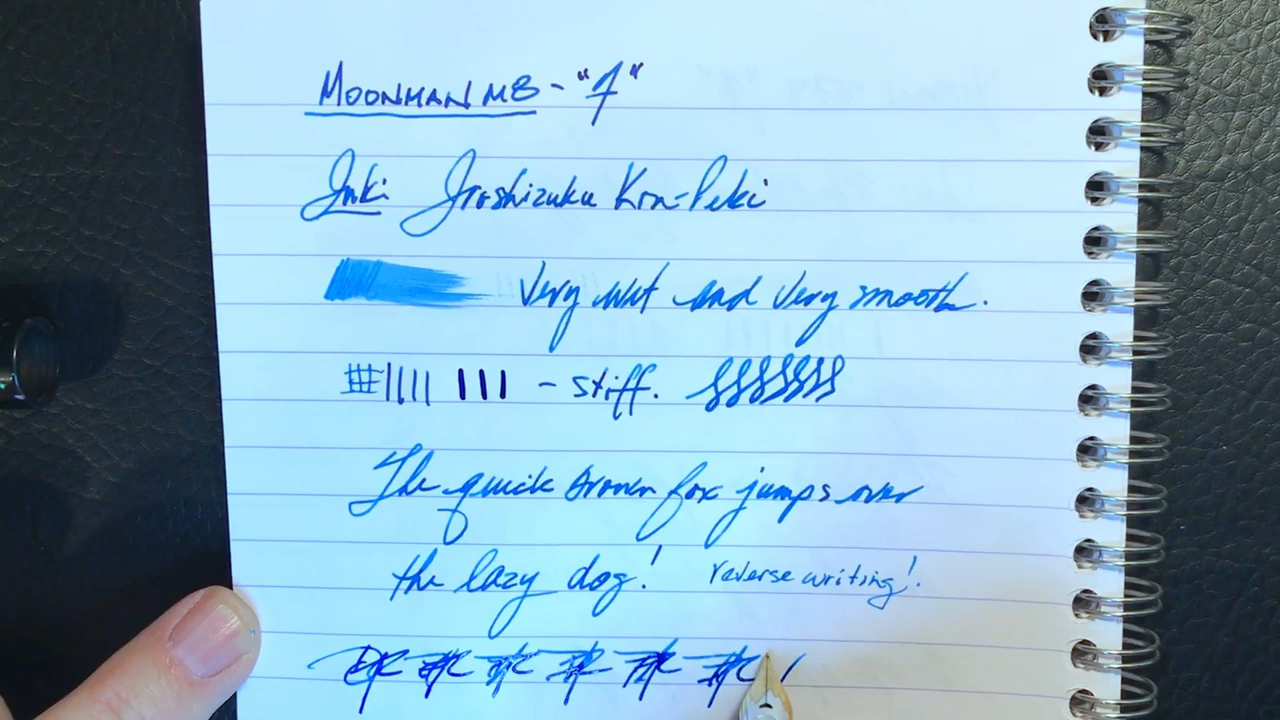 MOONMAN M8 - "f"
Ink: Iroshizuku Kon-Peki
Very wet and very smooth.
- stiff.
The quick brown fox jumps over
the lazy dog! reverse writing!